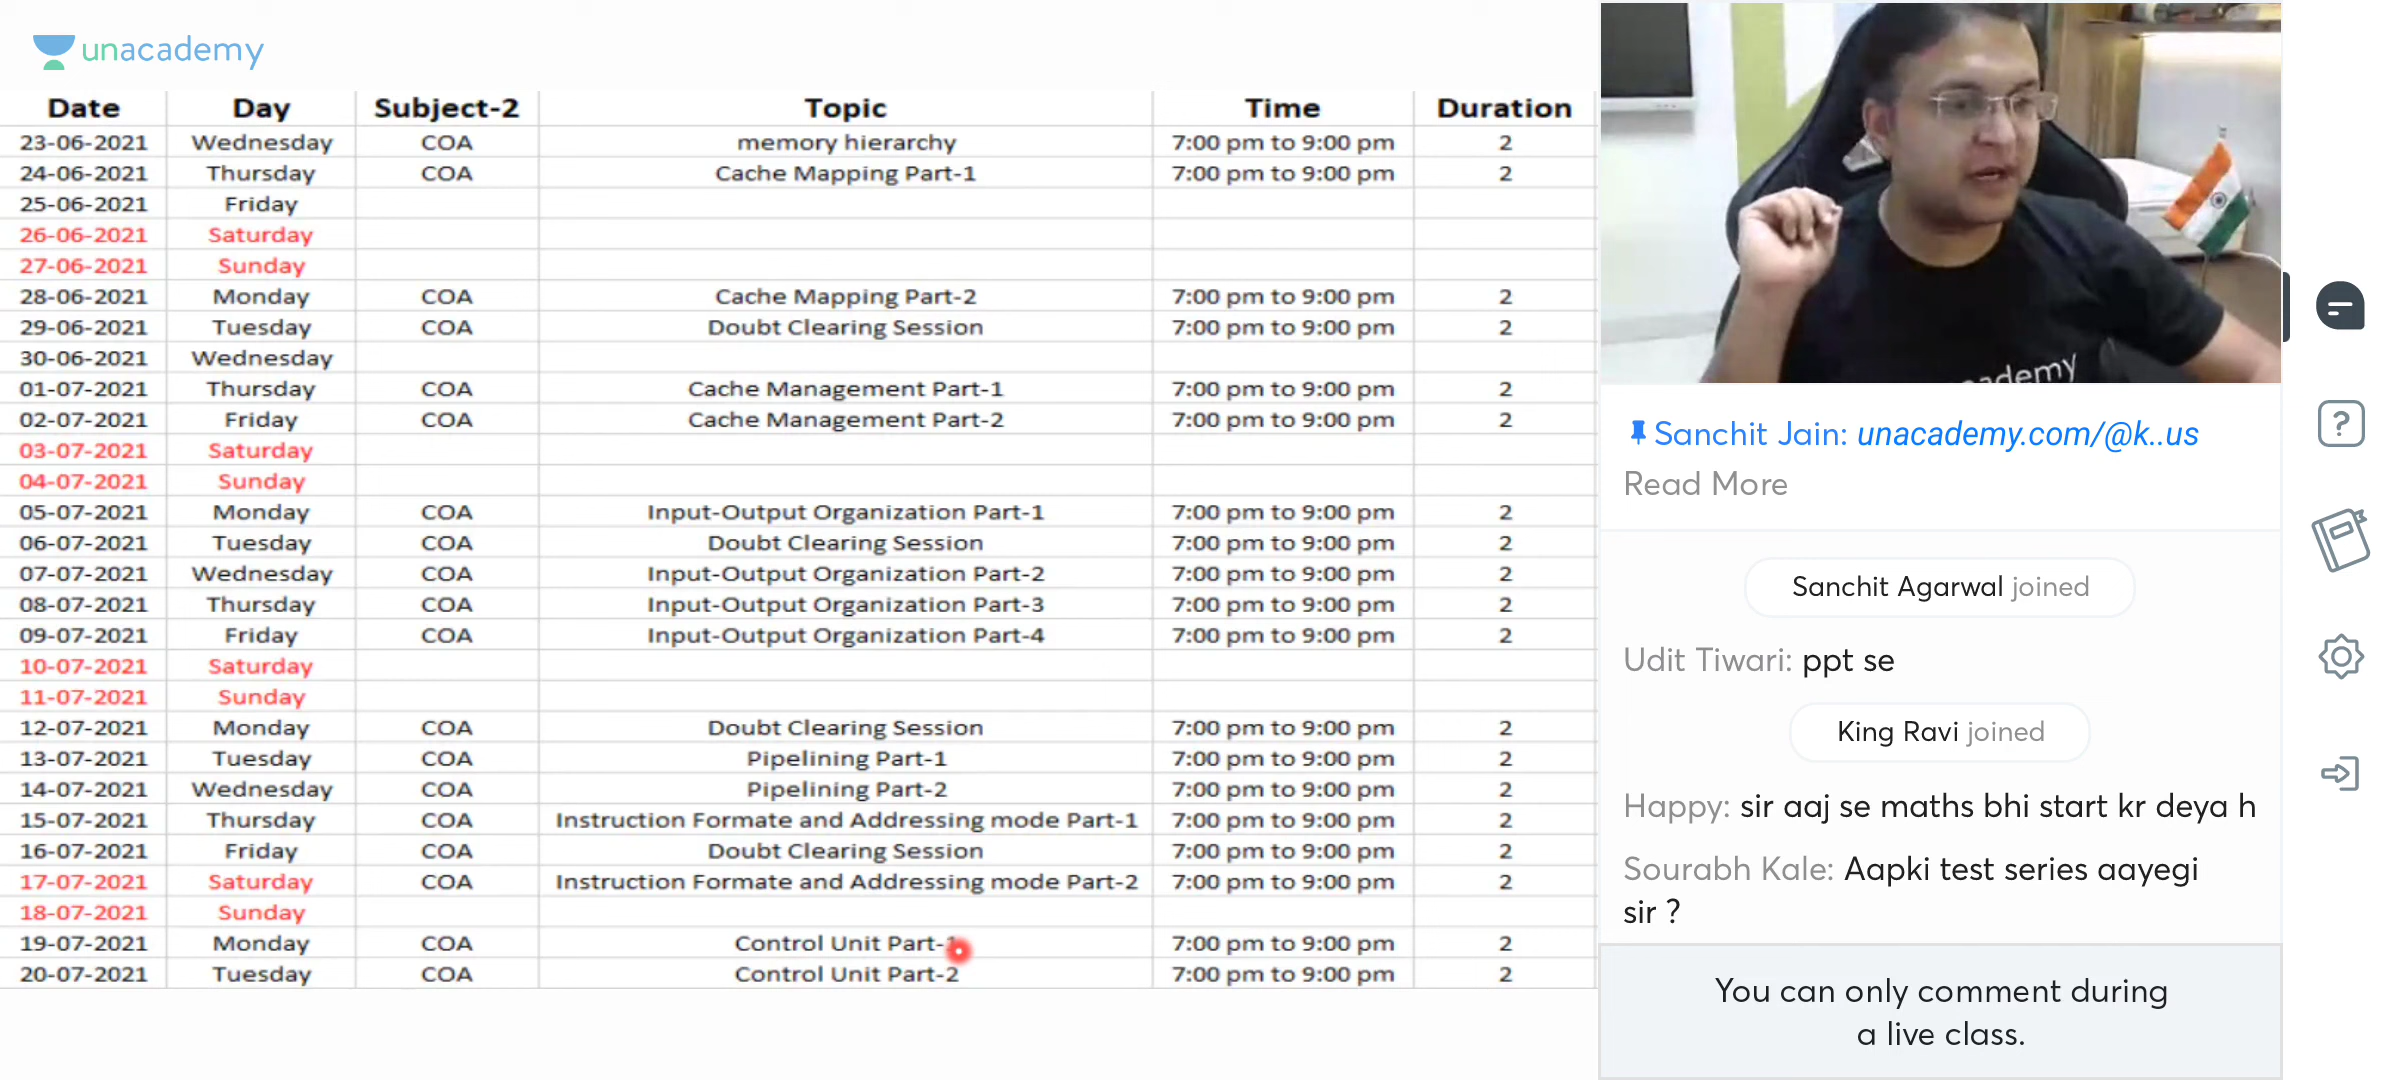 unacademy
Date Day Subject-2 Topic Time Duration
23-06-2021 Wednesday COA memory hierarchy 7:00 pm to 9:00 pm 2
24-06-2021 Thursday COA Cache Mapping Part-1 7:00 pm to 9:00 pm 2
25-06-2021 Friday
26-06-2021 Saturday
27-06-2021 Sunday
28-06-2021 Monday COA Cache Mapping Part-2 7:00 pm to 9:00 pm 2
29-06-2021 Tuesday COA Doubt Clearing Session 7:00 pm to 9:00 pm 2
30-06-2021 Wednesday
01-07-2021 Thursday COA Cache Management Part-1 7:00 pm to 9:00 pm 2
02-07-2021 Friday COA Cache Management Part-2 7:00 pm to 9:00 pm 2
03-07-2021 Saturday
04-07-2021 Sunday
05-07-2021 Monday COA Input-Output Organization Part-1 7:00 pm to 9:00 pm 2
06-07-2021 Tuesday COA Doubt Clearing Session 7:00 pm to 9:00 pm 2
07-07-2021 Wednesday COA Input-Output Organization Part-2 7:00 pm to 9:00 pm 2
08-07-2021 Thursday COA Input-Output Organization Part-3 7:00 pm to 9:00 pm 2
09-07-2021 Friday COA Input-Output Organization Part-4 7:00 pm to 9:00 pm 2
10-07-2021 Saturday
11-07-2021 Sunday
12-07-2021 Monday COA Doubt Clearing Session 7:00 pm to 9:00 pm 2
13-07-2021 Tuesday COA Pipelining Part-1 7:00 pm to 9:00 pm 2
14-07-2021 Wednesday COA Pipelining Part-2 7:00 pm to 9:00 pm 2
15-07-2021 Thursday COA Instruction Formate and Addressing mode Part-1 7:00 pm to 9:00 pm 2
16-07-2021 Friday COA Doubt Clearing Session 7:00 pm to 9:00 pm 2
17-07-2021 Saturday COA Instruction Formate and Addressing mode Part-2 7:00 pm to 9:00 pm 2
18-07-2021 Sunday
19-07-2021 Monday COA Control Unit Part-1 7:00 pm to 9:00 pm 2
20-07-2021 Tuesday COA Control Unit Part-2 7:00 pm to 9:00 pm 2
Sanchit Jain: unacademy.com/@k..us
Read More
Sanchit Agarwal joined
Udit Tiwari: ppt se
King Ravi joined
Happy: sir aaj se maths bhi start kr deya h
Sourabh Kale: Aapki test series aayegi
sir ?
You can only comment during
a live class.